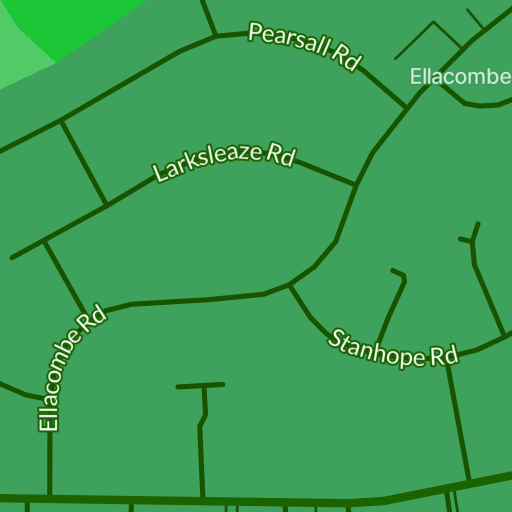 Pearsall Rd
Ellacombe
Larksleaze Rd
Ellacombe Rd
Stanhope Rd